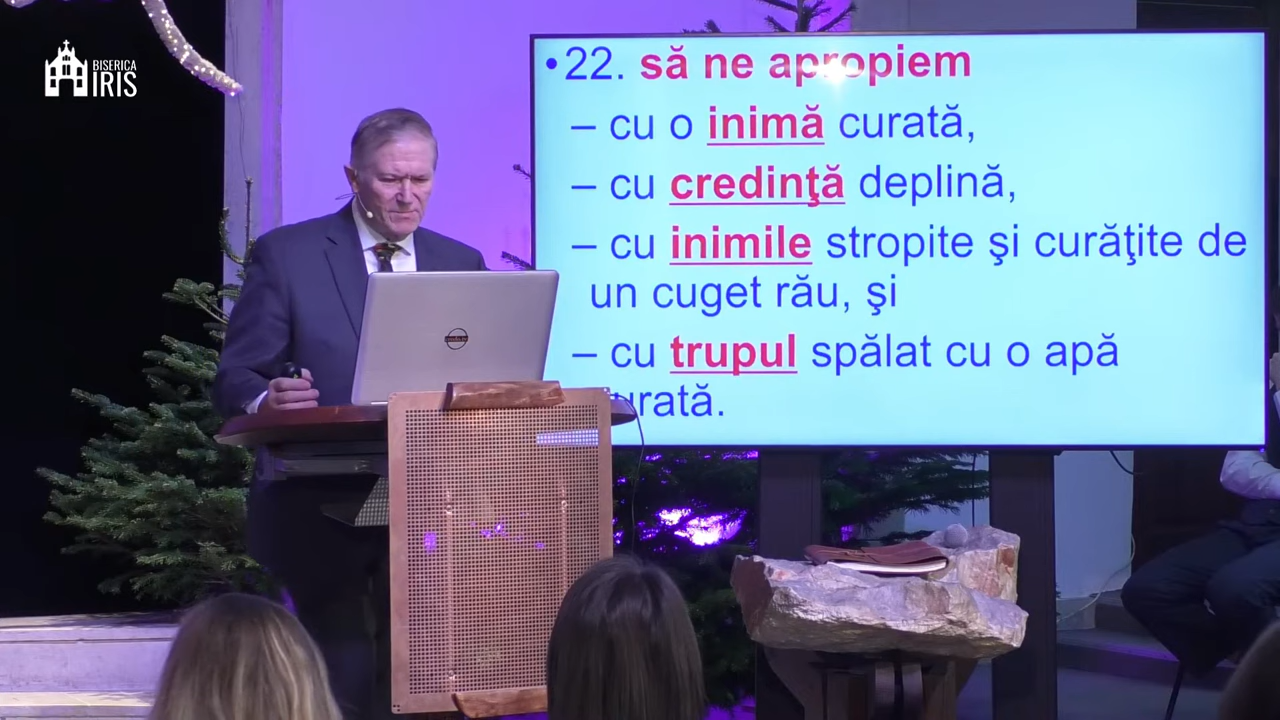 BISERICA
IRIS
•22. să ne apropiem
– cu o inimă curată,
– cu credinţă deplină,
– cu inimile stropite şi curăţite de
un cuget rău, şi
– cu trupul spălat cu o apă
urată.